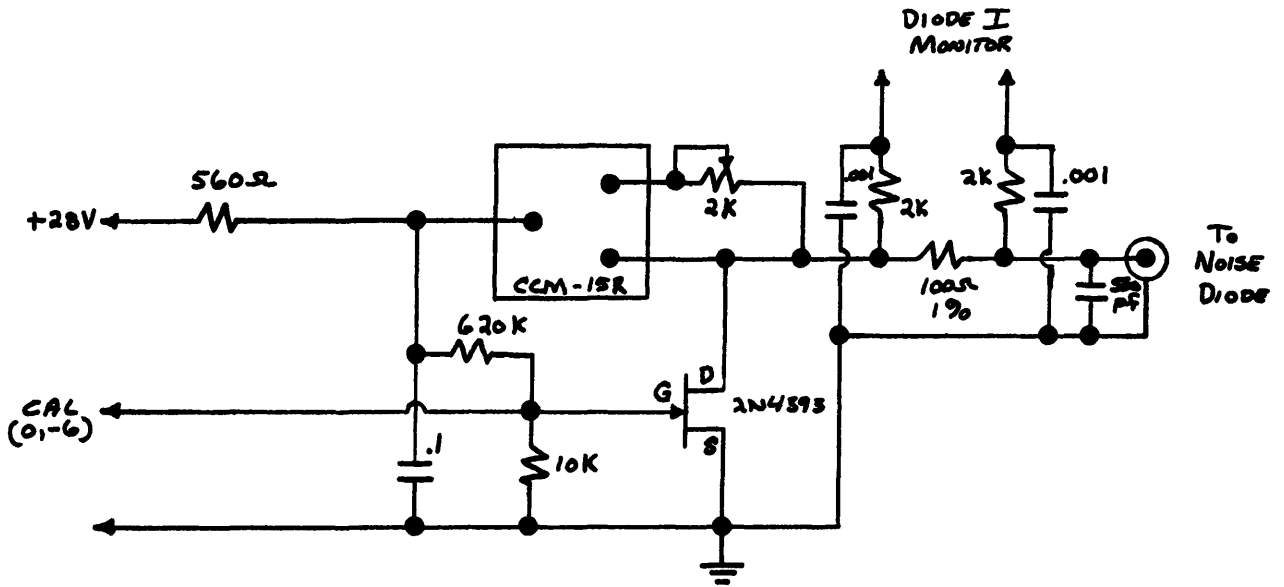 DIODE I
MONITOR
560Ω
.001
2K
.001
+28V
2K
2K
TO
NOISE
DIODE
CCM-15R
100Ω
1%
pf
620K
G
D
2N4393
CAL
(0,-6)
.1
10K
S